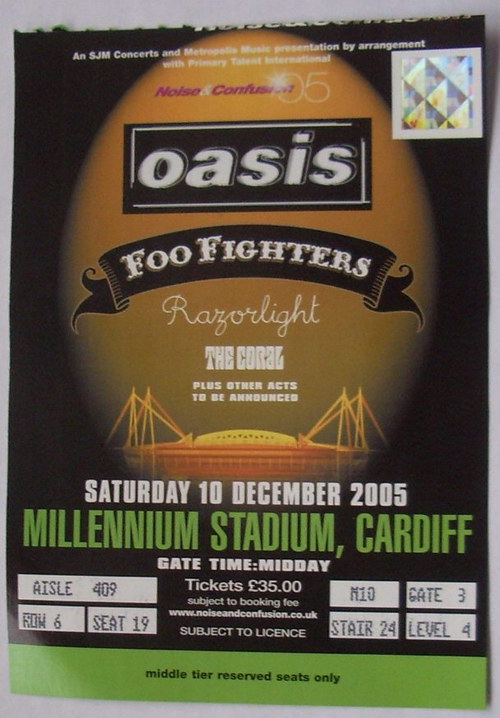 Noise&Confusion
An SJM Concerts and Metropolis Music presentation by arrangement
with Primary Talent International
Noise&Confusion 05
oasis
FOO FIGHTERS
Razorlight
THE CORAL
PLUS OTHER ACTS
TO BE ANNOUNCED
SATURDAY 10 DECEMBER 2005
MILLENNIUM STADIUM, CARDIFF
GATE TIME:MIDDAY
AISLE 409
Tickets £35.00
M10
GATE 3
subject to booking fee
www.noiseandconfusion.co.uk
ROW 6
SEAT 19
SUBJECT TO LICENCE
STAIR 24
LEVEL 4
middle tier reserved seats only